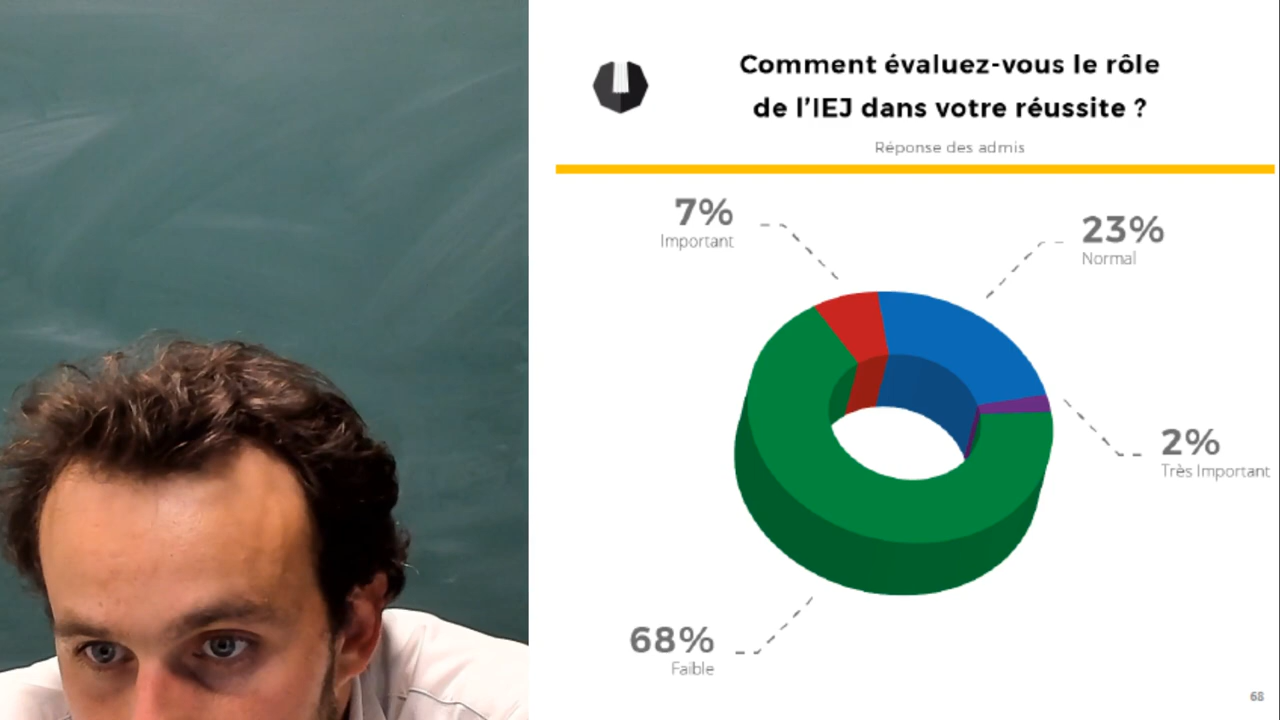 Comment évaluez-vous le rôle
de l’IEJ dans votre réussite ?
Réponse des admis
7%
Important
23%
Normal
2%
Très Important
68%
Faible
68